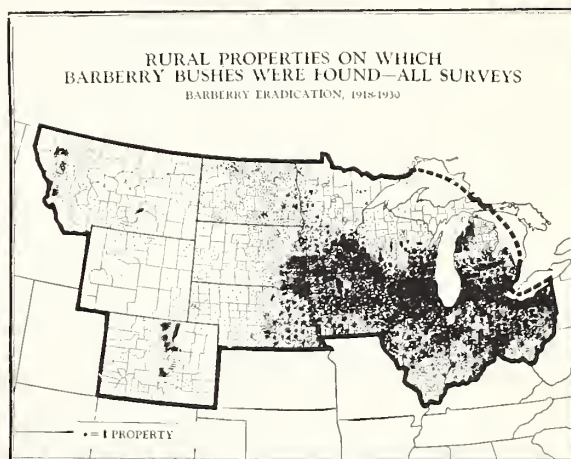 RURAL PROPERTIES ON WHICH
BARBERRY BUSHES WERE FOUND—ALL SURVEYS
BARBERRY ERADICATION, 1918-1930
• = 1 PROPERTY